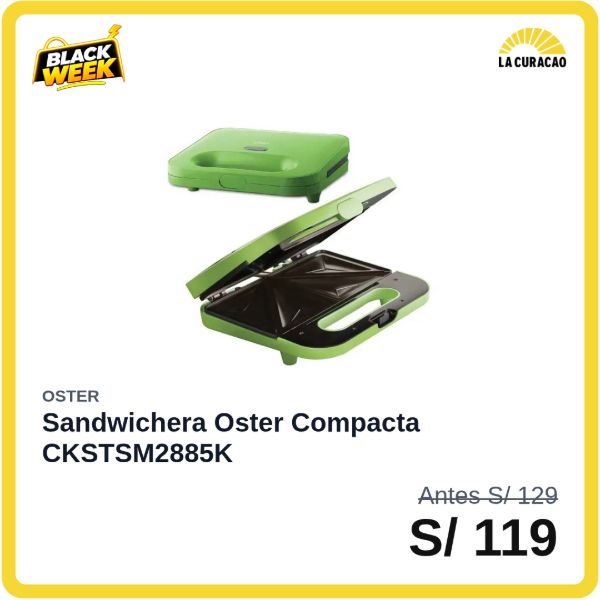 BLACK
WEEK
LA CURACAO
OSTER
Sandwichera Oster Compacta
CKSTSM2885K
Antes S/ 129
S/ 119